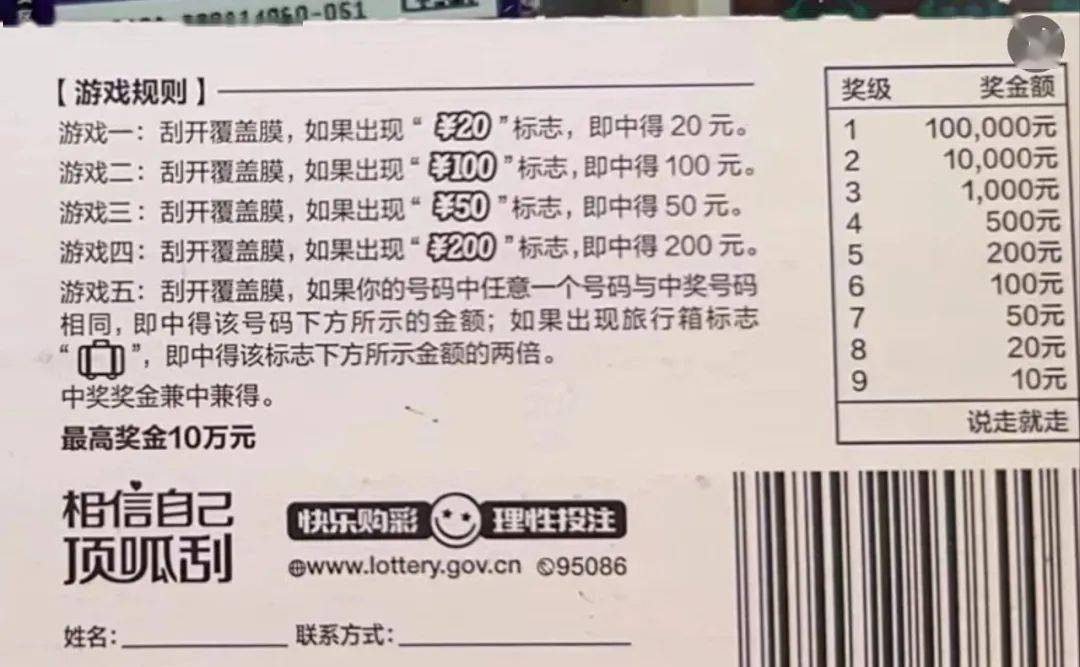 【游戏规则】
游戏一：刮开覆盖膜，如果出现“¥20”标志，即中得 20 元。
游戏二：刮开覆盖膜，如果出现“¥100”标志，即中得 100 元。
游戏三：刮开覆盖膜，如果出现“¥50”标志，即中得 50 元。
游戏四：刮开覆盖膜，如果出现“¥200”标志，即中得 200 元。
游戏五：刮开覆盖膜，如果你的号码中任意一个号码与中奖号码
相同，即中得该号码下方所示的金额；如果出现旅行箱标志
“ ”，即中得该标志下方所示金额的两倍。
中奖奖金兼中兼得。
最高奖金10万元
奖级 奖金额
1 100,000元
2 10,000元
3 1,000元
4 500元
5 200元
6 100元
7 50元
8 20元
9 10元
说走就走
相信自己
顶呱刮
快乐购彩 理性投注
www.lottery.gov.cn 95086
姓名： 联系方式：